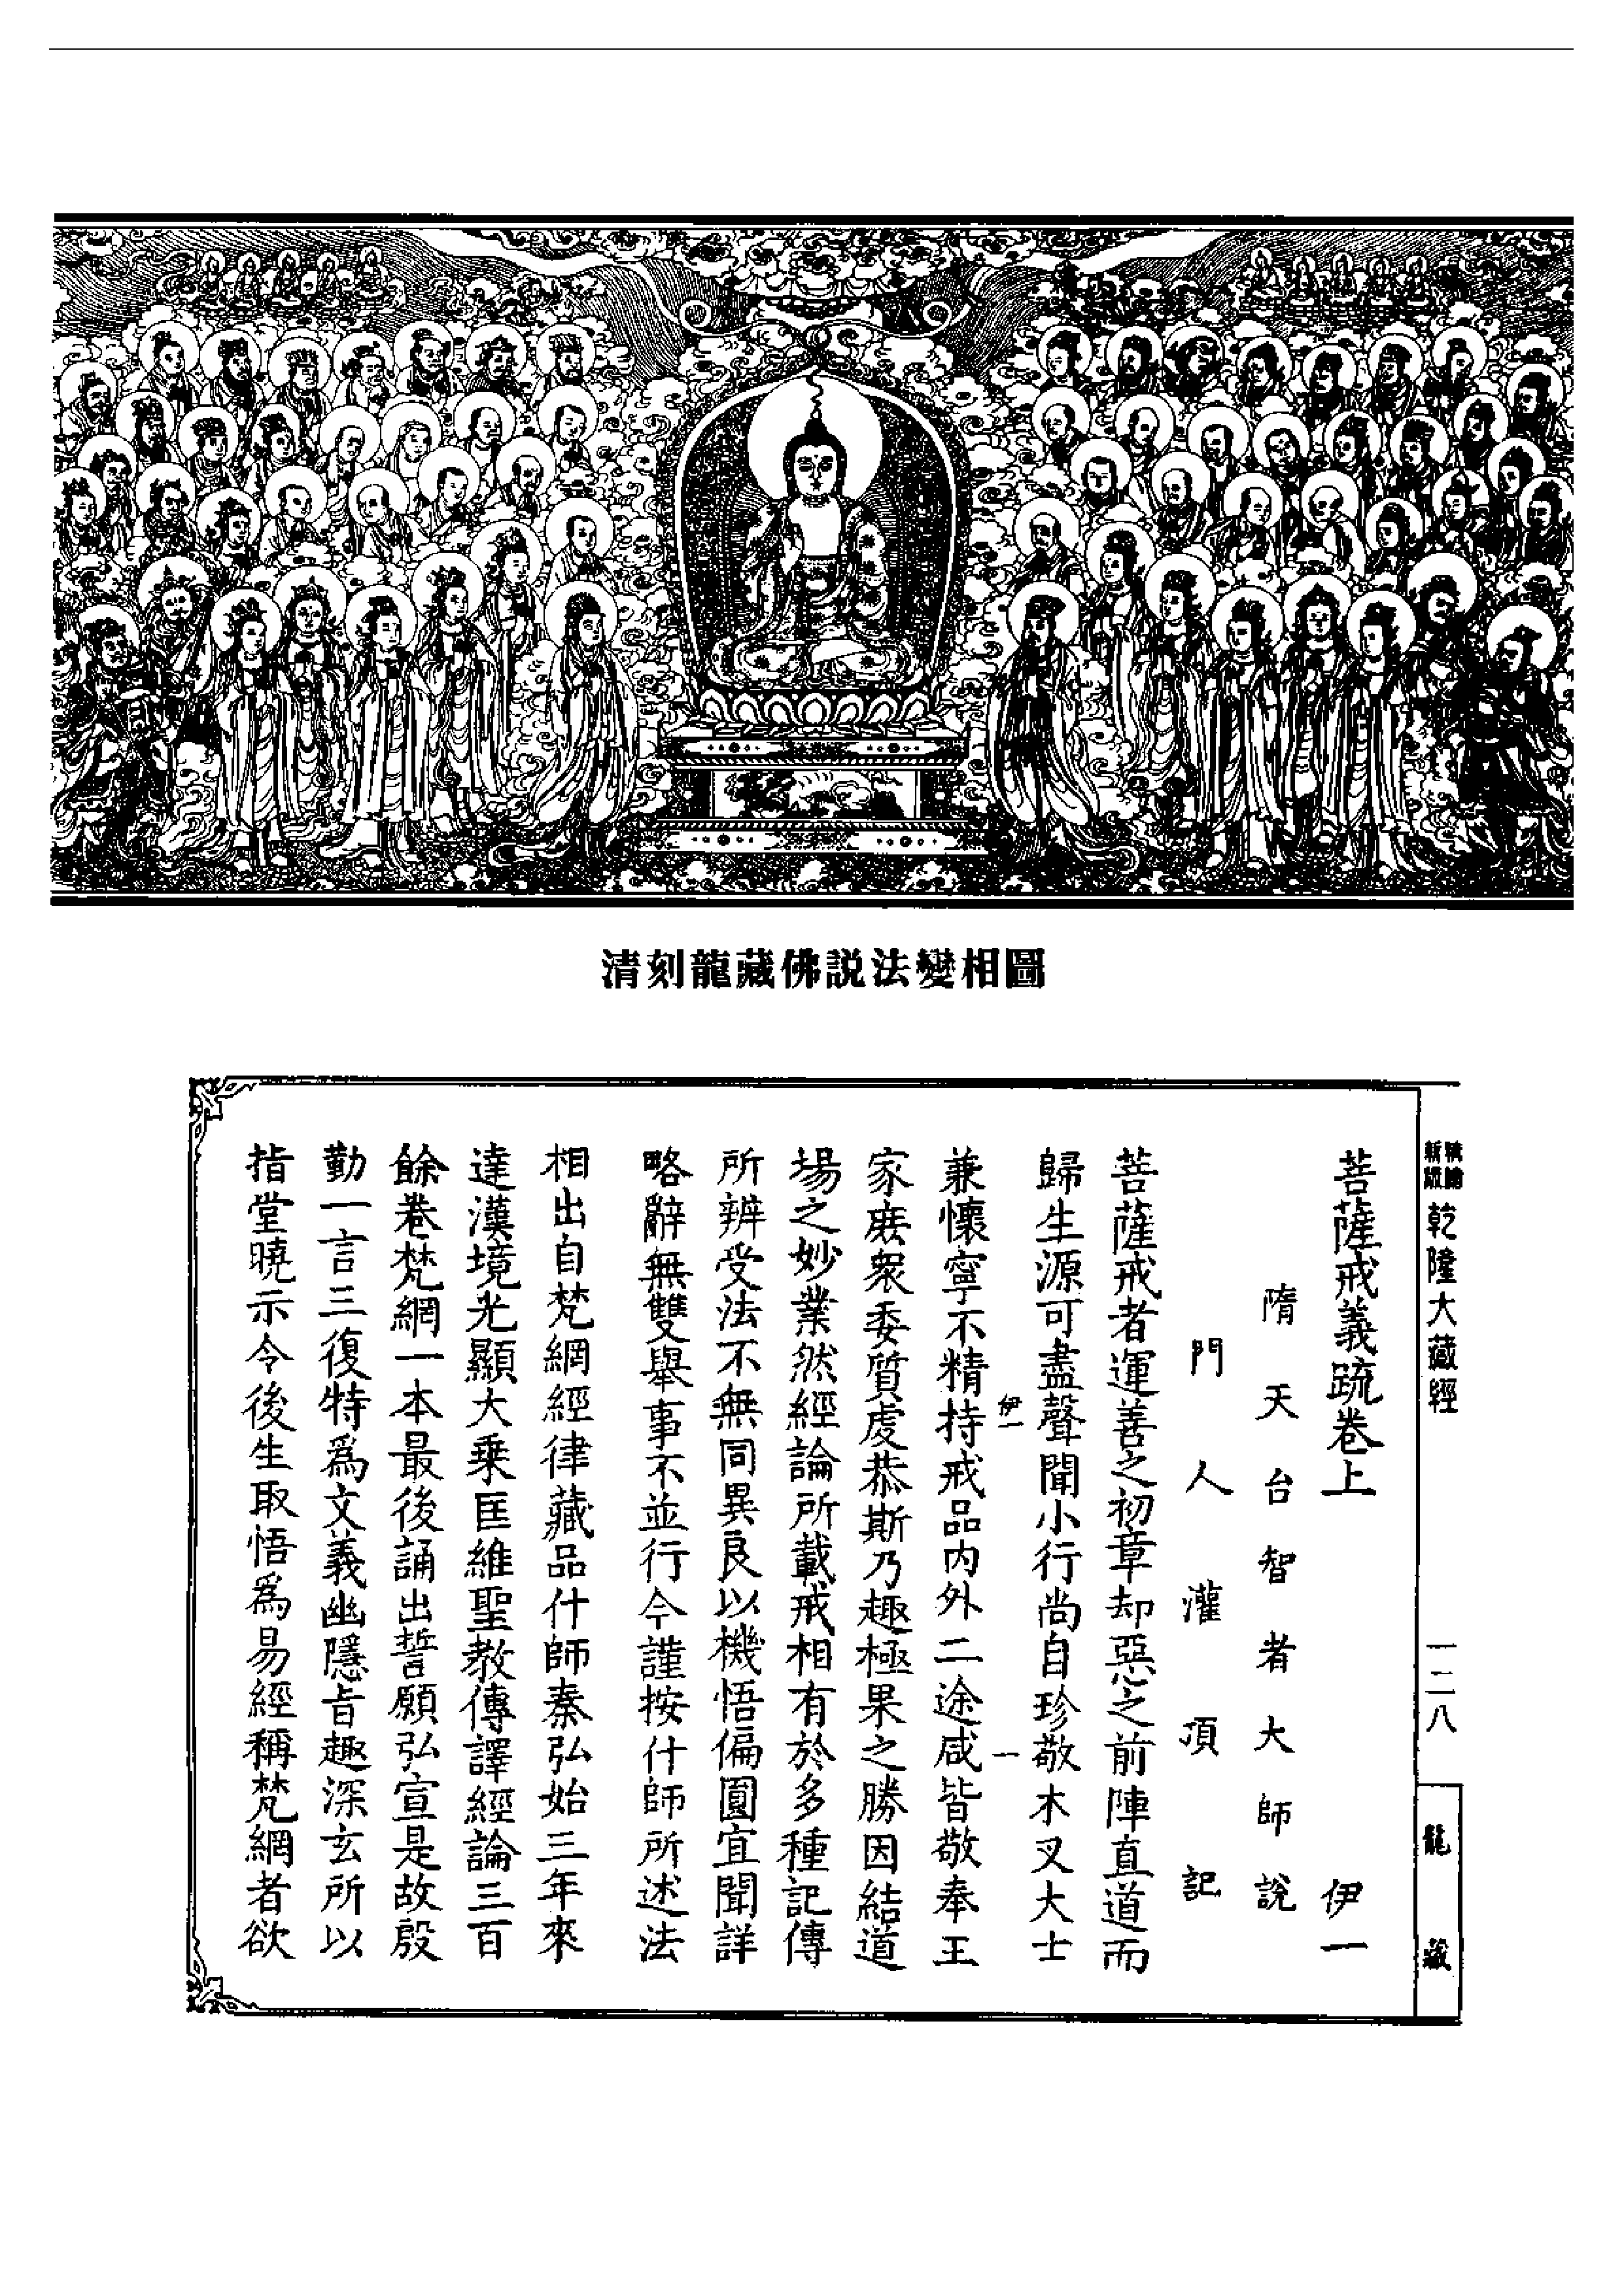 清刻龍藏佛説法變相圖
乾隆大藏經
一二八
龍藏
菩薩戒義疏卷上 伊一
隋天台智者大師說
門人灌頂記
菩薩戒者運善之初章却惡之前陣直道而
歸生源可盡聲聞小行尚自珍敬木叉大士
伊一 一
兼懷寧不精持戒品内外二途咸皆敬奉王
家庶衆委質虔恭斯乃趣極果之勝因結道
場之妙業然經論所載戒相有於多種記傳
所辨受法不無同異良以機悟偏圓宜聞詳
略辭無雙舉事不並行今謹按什師所述法
相出自梵網經律藏品什師秦弘始三年來
達漢境光顯大乘匡維聖教傳譯經論三百
餘卷梵網一本最後誦出誓願弘宣是故殷
勤一言三復特爲文義幽隱旨趣深玄所以
指堂曉示令後生取悟爲易經稱梵網者欲